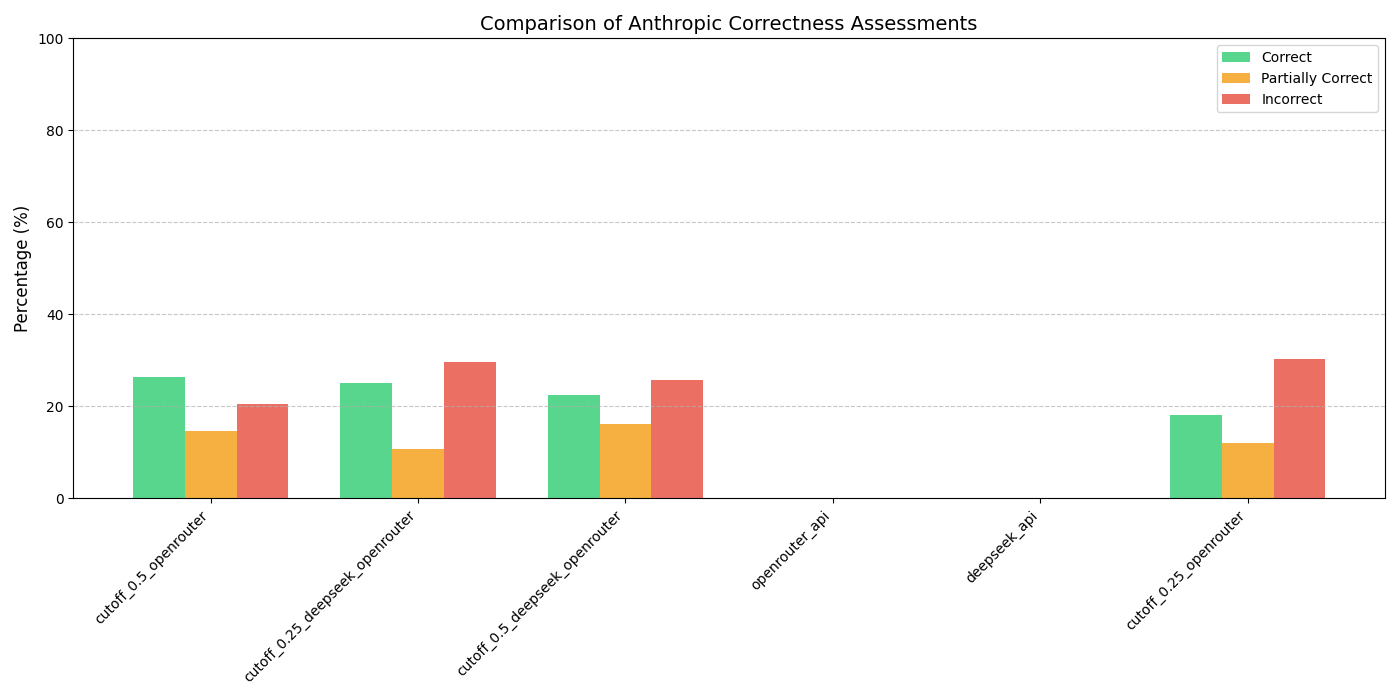 Comparison of Anthropic Correctness Assessments
Correct
Partially Correct
Incorrect
Percentage (%)
100
80
60
40
20
0
cutoff_0.5_openrouter
cutoff_0.25_deepseek_openrouter
cutoff_0.5_deepseek_openrouter
openrouter_api
deepseek_api
cutoff_0.25_openrouter